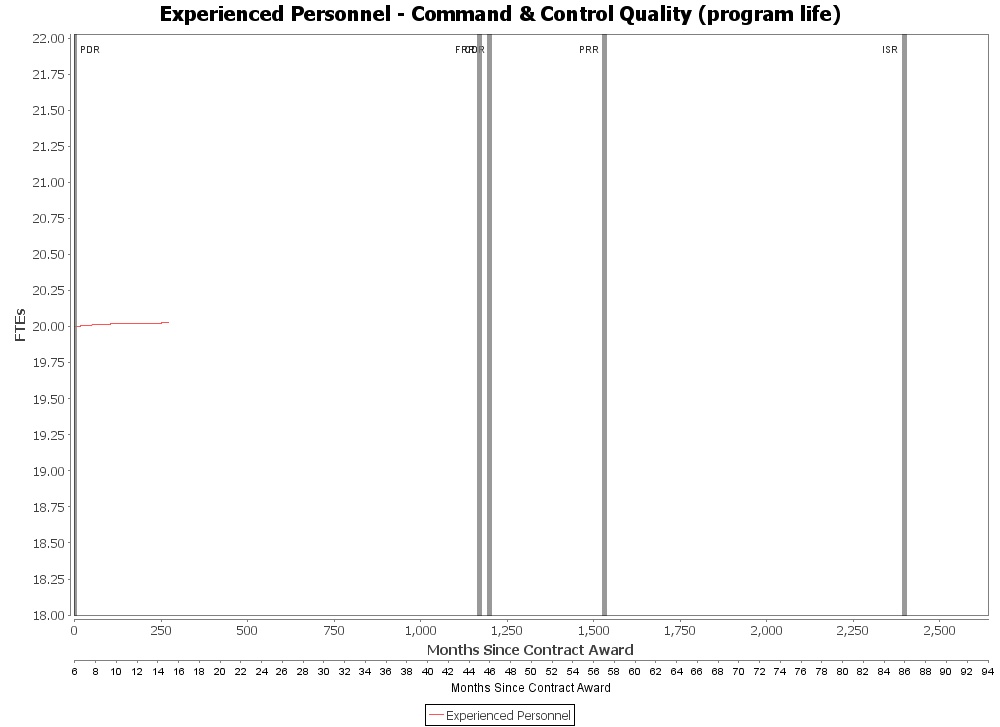 Experienced Personnel - Command & Control Quality (program life)
22.00
PDR
FRR
CDR
PRR
ISR
21.75
21.50
21.25
21.00
20.75
20.50
20.25
20.00
19.75
19.50
19.25
19.00
18.75
18.50
18.25
18.00
FTEs
0 250 500 750 1,000 1,250 1,500 1,750 2,000 2,250 2,500
Months Since Contract Award
6 8 10 12 14 16 18 20 22 24 26 28 30 32 34 36 38 40 42 44 46 48 50 52 54 56 58 60 62 64 66 68 70 72 74 76 78 80 82 84 86 88 90 92 94
Months Since Contract Award
Experienced Personnel